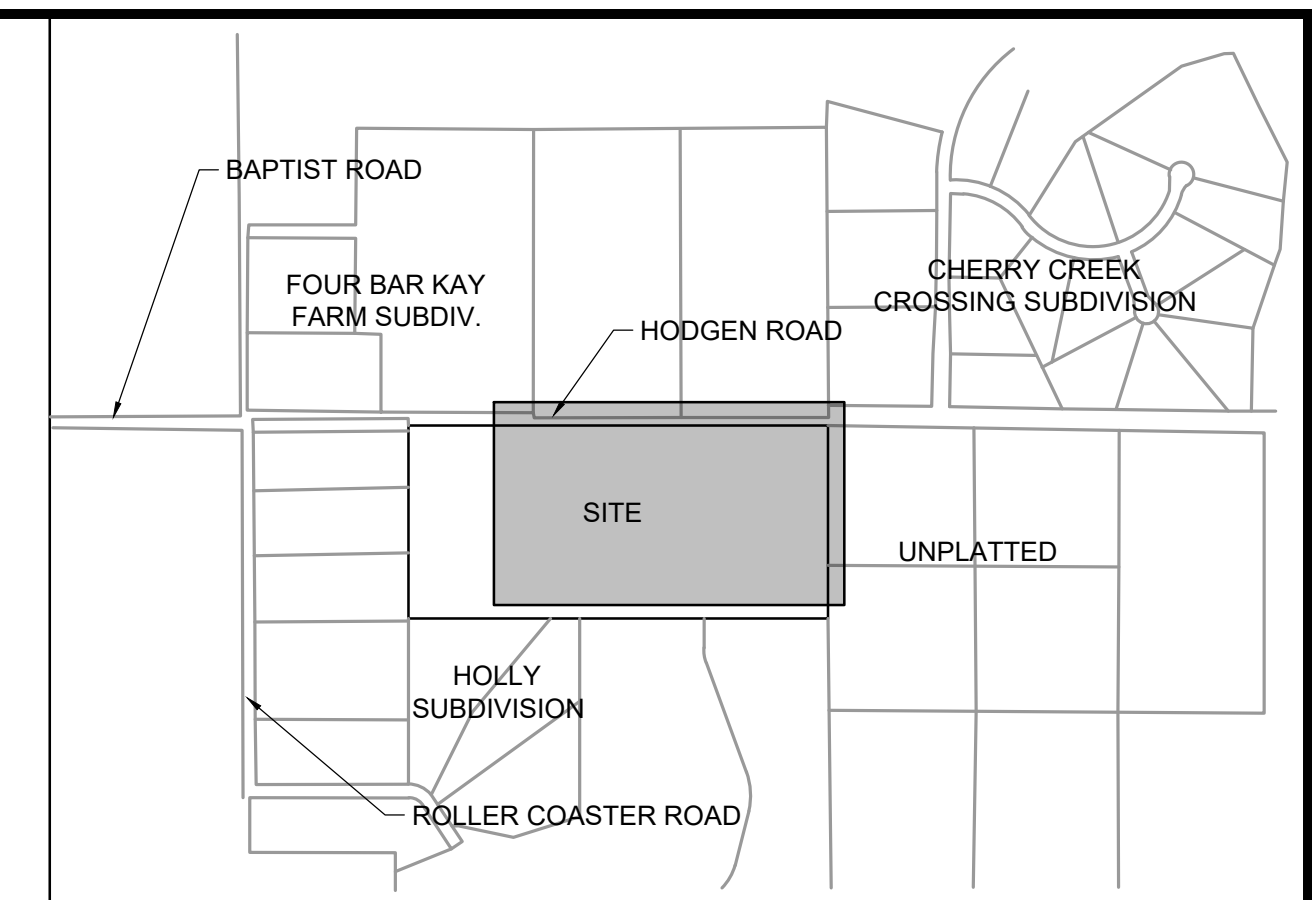 BAPTIST ROAD
FOUR BAR KAY
FARM SUBDIV.
CHERRY CREEK
CROSSING SUBDIVISION
HODGEN ROAD
SITE
UNPLATTED
HOLLY
SUBDIVISION
ROLLER COASTER ROAD